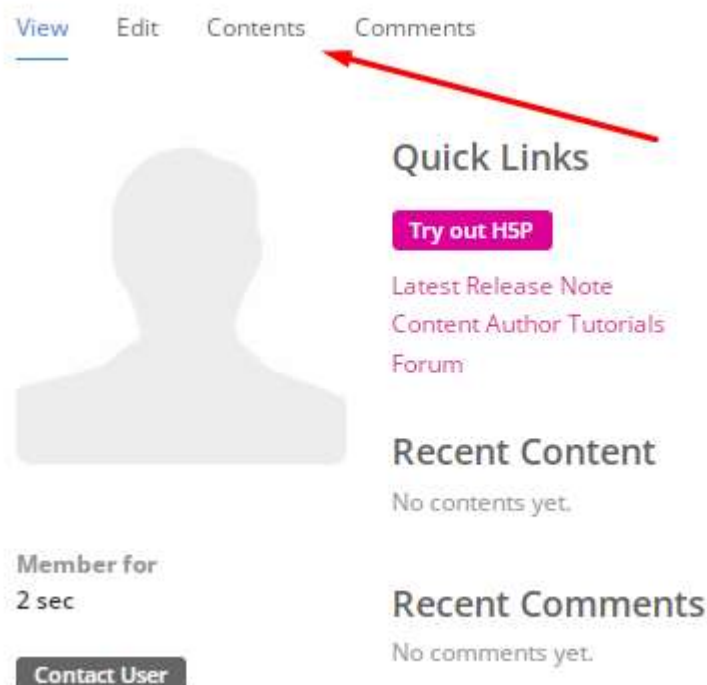 View Edit Contents Comments
Quick Links
Try out H5P
Latest Release Note
Content Author Tutorials
Forum
Recent Content
No contents yet.
Member for
2 sec
Recent Comments
No comments yet.
Contact User